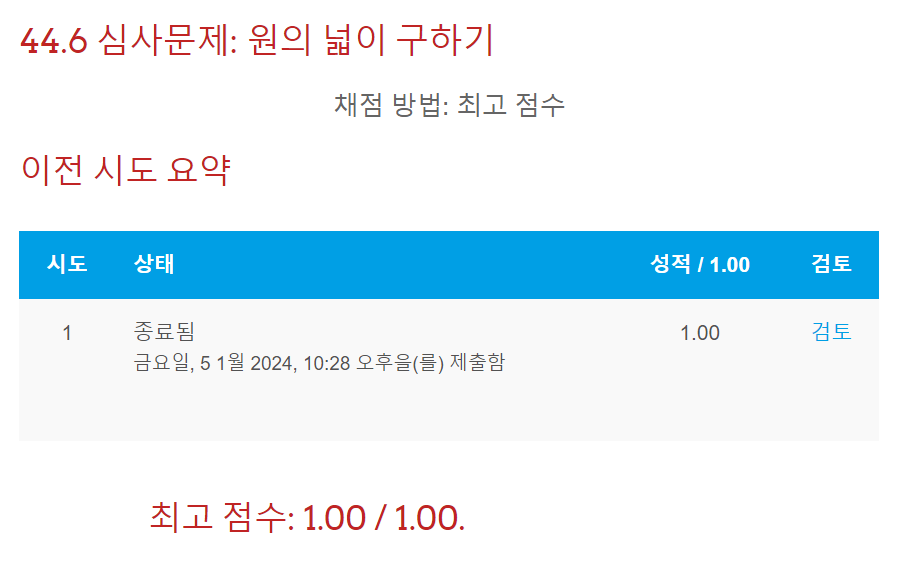 44.6 심사문제: 원의 넓이 구하기
채점 방법: 최고 점수
이전 시도 요약
시도 상태 성적 / 1.00 검토
1 종료됨 1.00 검토
금요일, 5 1월 2024, 10:28 오후을(를) 제출함
최고 점수: 1.00 / 1.00.